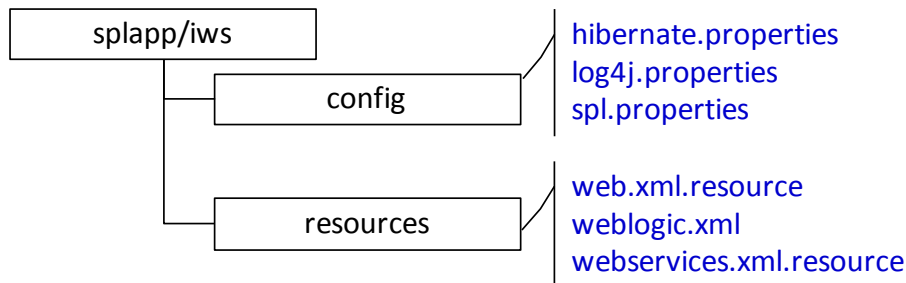 splapp/iws
config
hibernate.properties
log4j.properties
spl.properties
resources
web.xml.resource
weblogic.xml
webservices.xml.resource